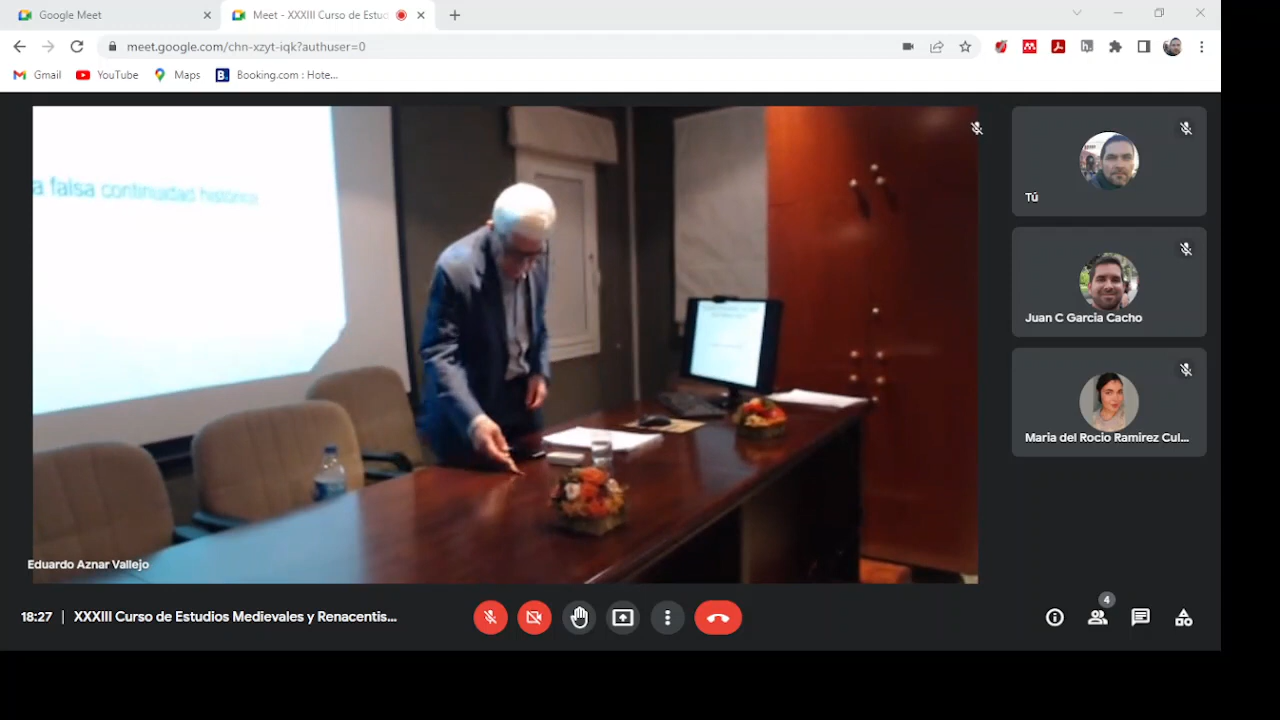 Google Meet
Meet - XXXIII Curso de Estud
meet.google.com/chn-xzyt-iqk?authuser=0
Gmail
YouTube
Maps
B.
Booking.com : Hote...
a falsa continuidad histórica
Tú
Juan C Garcia Cacho
Maria del Rocio Ramirez Cul...
Eduardo Aznar Vallejo
18:27 | XXXIII Curso de Estudios Medievales y Renacentis...
4